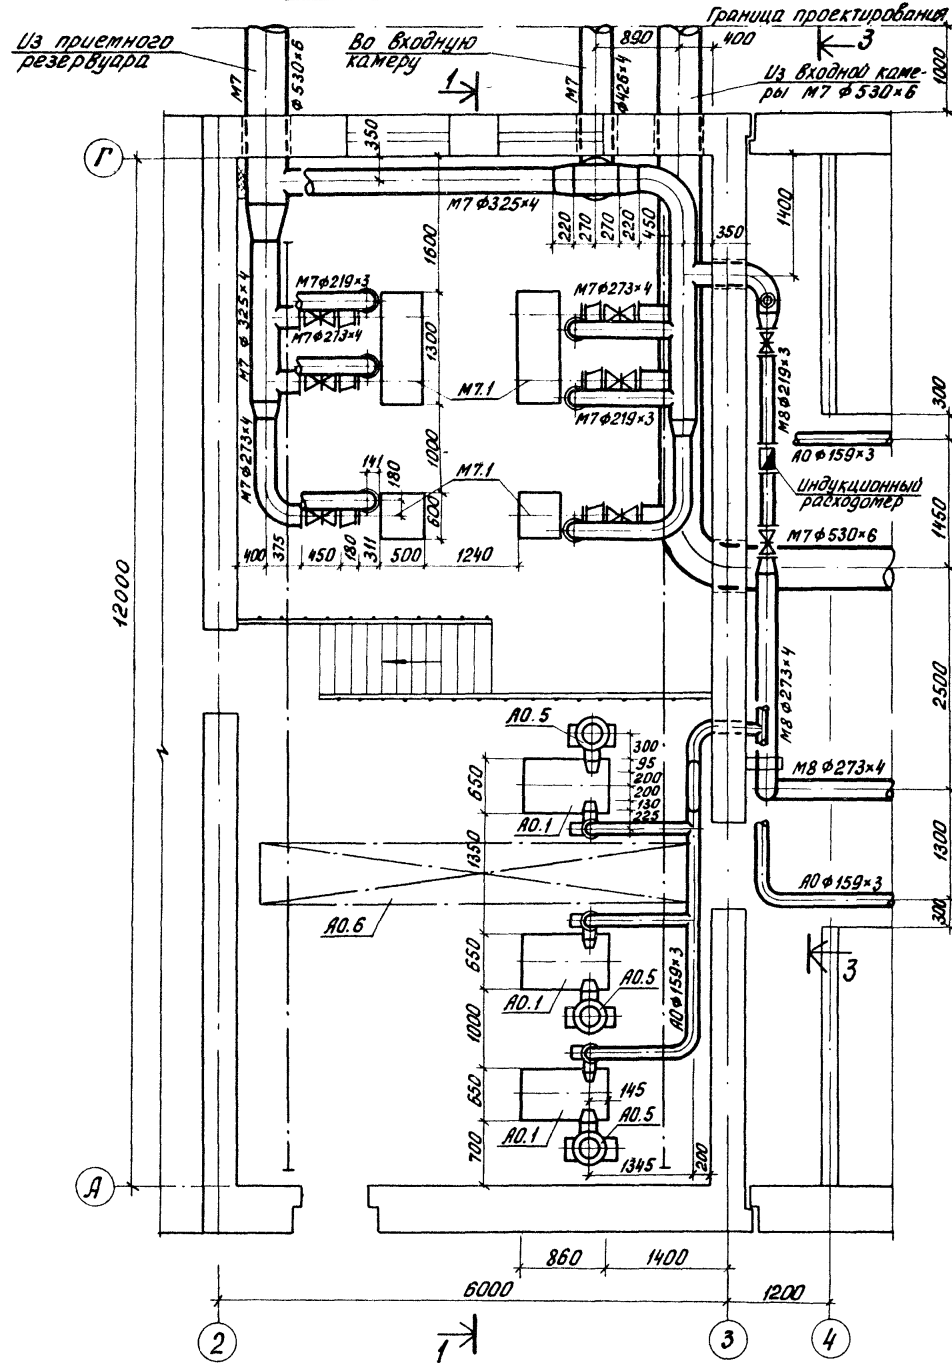 Граница проектирования
Из приемного
резервуара
Во входную
камеру
890
400
3
1000
Из входной каме-
ры М7 ф530×6
М7
ф530×6
1
М7
ф426×4
Г
350
М7 ф325×4
1400
220
270
270
220
450
350
1600
М7ф219×3
М7 ф325×4
М7ф273×4
М7ф273×4
1300
М7.1
М7ф219×3
М8ф219×3
300
АО ф159×3
М7ф273×4
1000
141
180
М7.1
600
Индукционный
расходомер
М7ф530×6
1450
400
375
450
180
311
500
1240
12000
2500
М8 ф273×4
АО.5
300
95
200
200
130
225
650
АО.1
М8 ф273×4
1350
1300
АО ф159×3
300
АО.6
650
АО.1
АО.5
АО ф159×3
3
1000
650
145
АО.1
АО.5
700
1345
200
А
860
1400
6000
1200
2
1
3
4